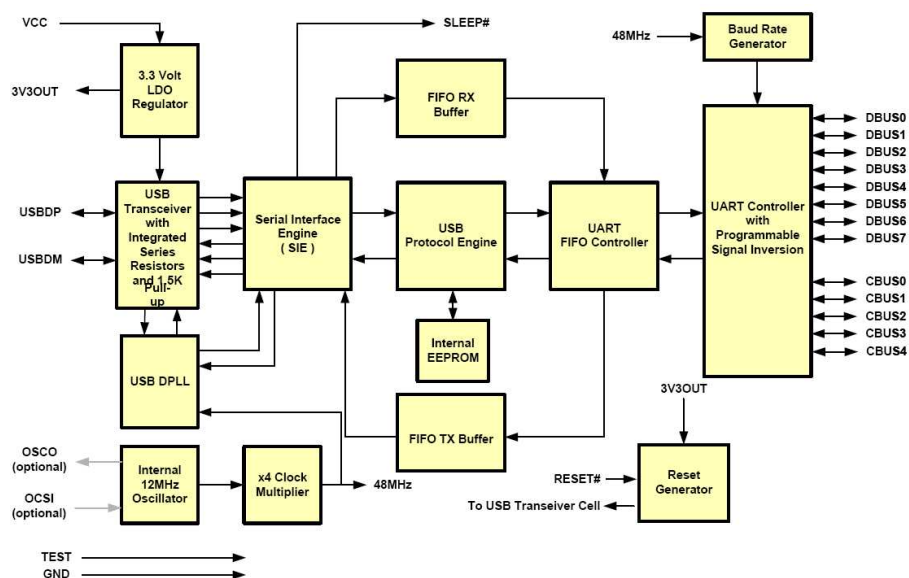 VCC
SLEEP#
48MHz
Baud Rate
Generator
3.3 Volt
LDO
Regulator
3V3OUT
FIFO RX
Buffer
DBUS0
DBUS1
DBUS2
DBUS3
DBUS4
DBUS5
DBUS6
DBUS7
USBDP
USBDM
USB
Transceiver
with
Integrated
Series
Resistors
and 1.5K
Pull-
up
Serial Interface
Engine
( SIE )
USB
Protocol Engine
UART
FIFO Controller
UART Controller
with
Programmable
Signal Inversion
CBUS0
CBUS1
CBUS2
CBUS3
CBUS4
USB DPLL
Internal
EEPROM
3V3OUT
FIFO TX Buffer
OSCO
(optional)
OCSI
(optional)
Internal
12MHz
Oscillator
x4 Clock
Multiplier
48MHz
RESET#
To USB Transeiver Cell
Reset
Generator
TEST
GND